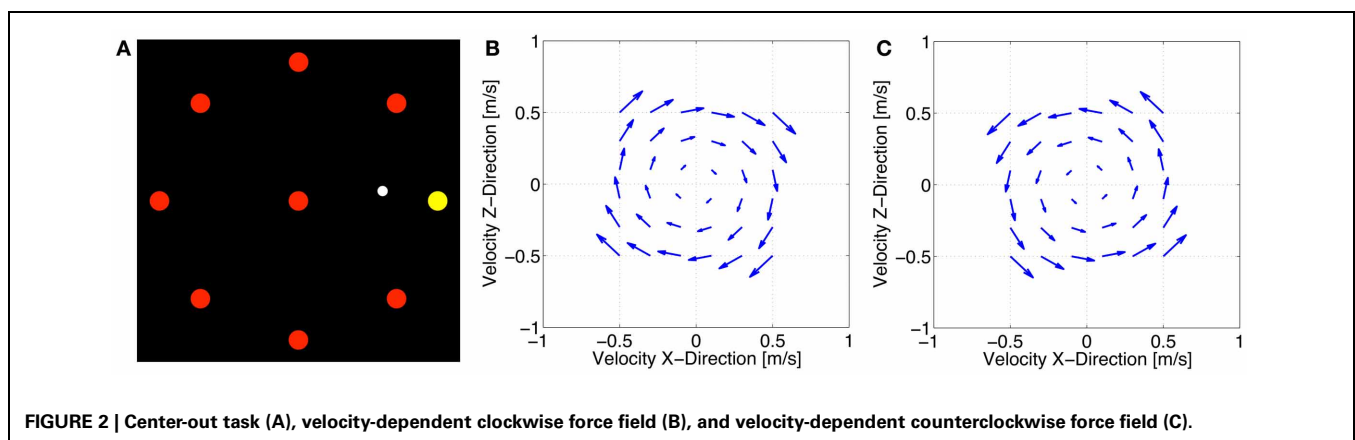 A
B
1
0.5
0
−0.5
−1
−1
−0.5
0
0.5
1
Velocity Z−Direction [m/s]
Velocity X−Direction [m/s]
C
1
0.5
0
−0.5
−1
−1
−0.5
0
0.5
1
Velocity Z−Direction [m/s]
Velocity X−Direction [m/s]
FIGURE 2 | Center-out task (A), velocity-dependent clockwise force field (B), and velocity-dependent counterclockwise force field (C).